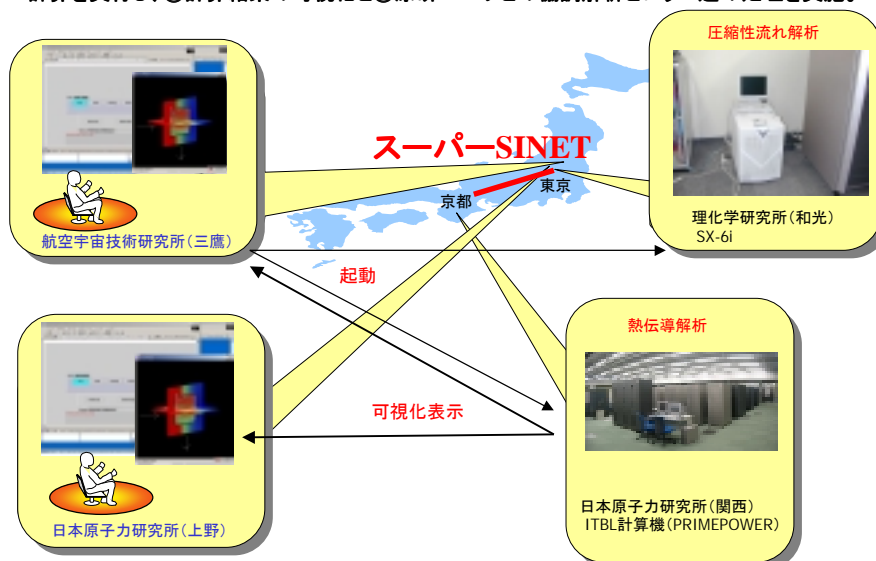 圧縮性流れ解析
スーパーSINET
京都
東京
航空宇宙技術研究所(三鷹)
理化学研究所(和光)
SX-6i
起動
熱伝導解析
可視化表示
日本原子力研究所(上野)
日本原子力研究所(関西)
ITBL計算機(PRIMEPOWER)